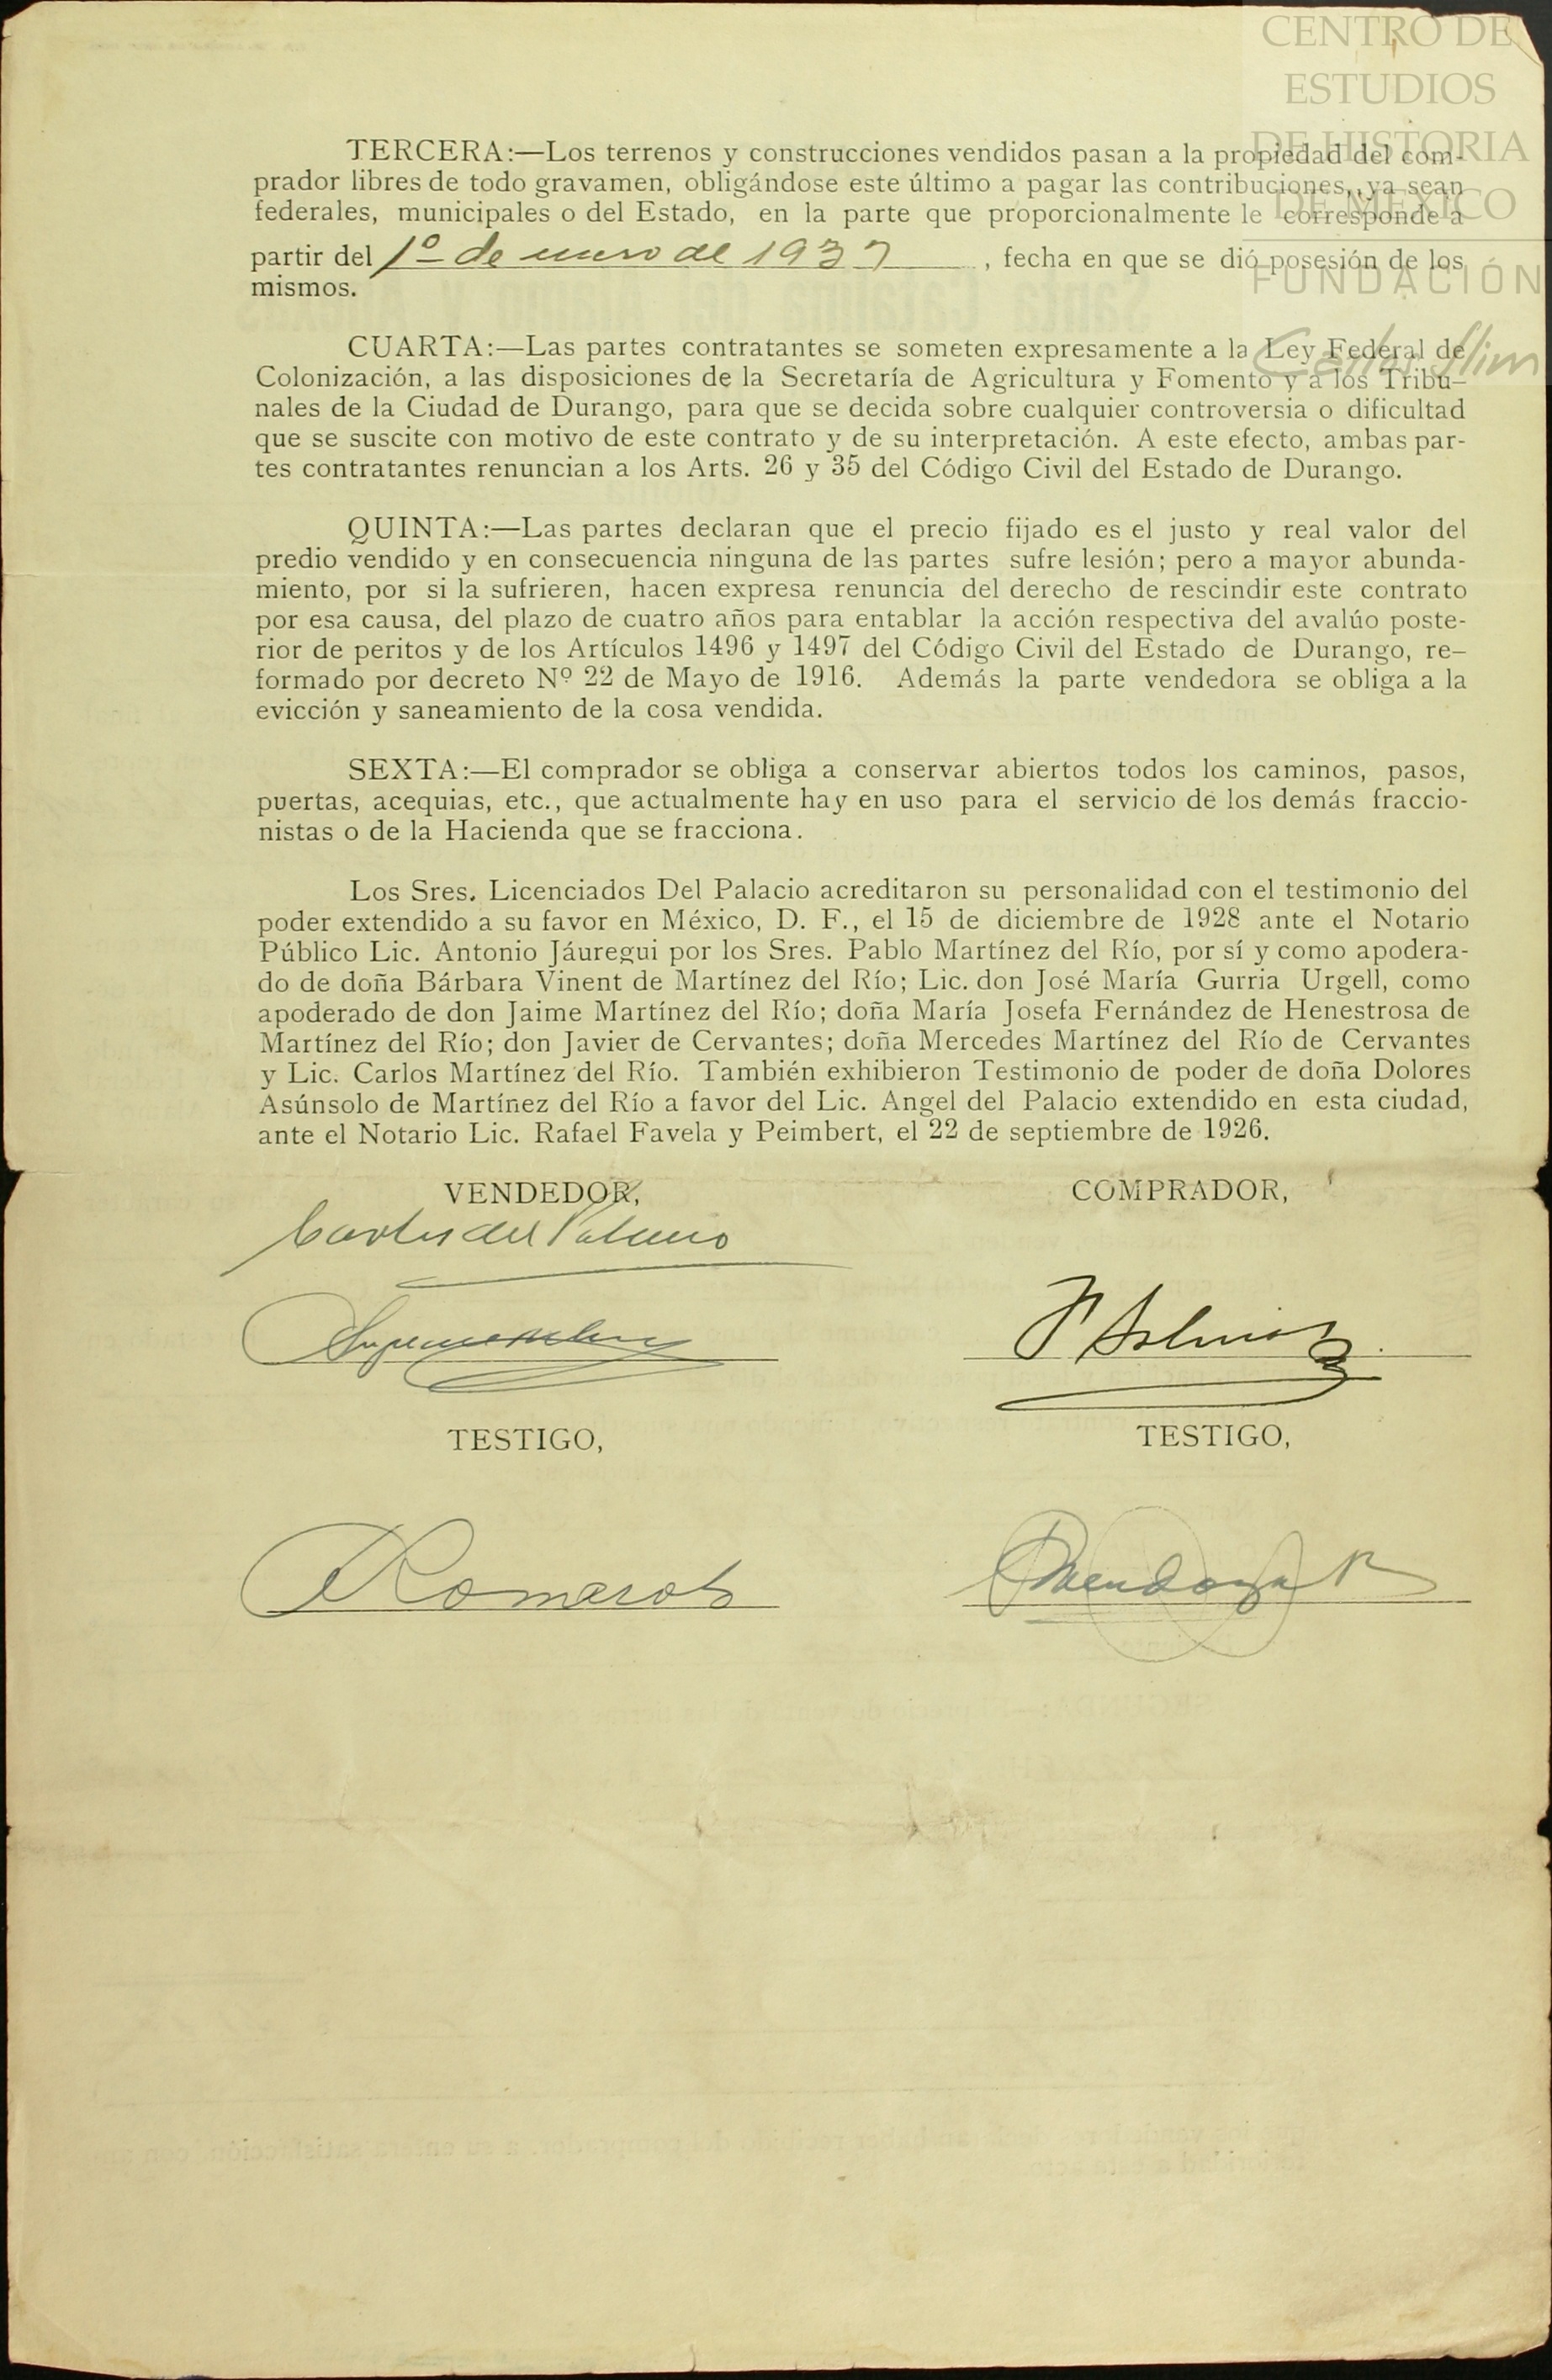 CENTRO DE
ESTUDIOS
DE HISTORIA
DE MÉXICO
FUNDACIÓN
Carlos Slim
TERCERA:—Los terrenos y construcciones vendidos pasan a la propiedad del com-
prador libres de todo gravamen, obligándose este último a pagar las contribuciones, ya sean
federales, municipales o del Estado, en la parte que proporcionalmente le corresponde a
partir del 1º de enero de 1937, fecha en que se dió posesión de los
mismos.
CUARTA:—Las partes contratantes se someten expresamente a la Ley Federal de
Colonización, a las disposiciones de la Secretaría de Agricultura y Fomento y a los Tribu-
nales de la Ciudad de Durango, para que se decida sobre cualquier controversia o dificultad
que se suscite con motivo de este contrato y de su interpretación. A este efecto, ambas par-
tes contratantes renuncian a los Arts. 26 y 35 del Código Civil del Estado de Durango.
QUINTA:—Las partes declaran que el precio fijado es el justo y real valor del
predio vendido y en consecuencia ninguna de las partes sufre lesión; pero a mayor abunda-
miento, por si la sufrieren, hacen expresa renuncia del derecho de rescindir este contrato
por esa causa, del plazo de cuatro años para entablar la acción respectiva del avalúo poste-
rior de peritos y de los Artículos 1496 y 1497 del Código Civil del Estado de Durango, re-
formado por decreto Nº 22 de Mayo de 1916. Además la parte vendedora se obliga a la
evicción y saneamiento de la cosa vendida.
SEXTA:—El comprador se obliga a conservar abiertos todos los caminos, pasos,
puertas, acequias, etc., que actualmente hay en uso para el servicio de los demás fraccio-
nistas o de la Hacienda que se fracciona.
Los Sres. Licenciados Del Palacio acreditaron su personalidad con el testimonio del
poder extendido a su favor en México, D. F., el 15 de diciembre de 1928 ante el Notario
Público Lic. Antonio Jáuregui por los Sres. Pablo Martínez del Río, por sí y como apodera-
do de doña Bárbara Vinent de Martínez del Río; Lic. don José María Gurria Urgell, como
apoderado de don Jaime Martínez del Río; doña María Josefa Fernández de Henestrosa de
Martínez del Río; don Javier de Cervantes; doña Mercedes Martínez del Río de Cervantes
y Lic. Carlos Martínez del Río. También exhibieron Testimonio de poder de doña Dolores
Asúnsolo de Martínez del Río a favor del Lic. Angel del Palacio extendido en esta ciudad,
ante el Notario Lic. Rafael Favela y Peimbert, el 22 de septiembre de 1926.
VENDEDOR,
COMPRADOR,
Carlos del Palacio
TESTIGO,
TESTIGO,
Mendoza R